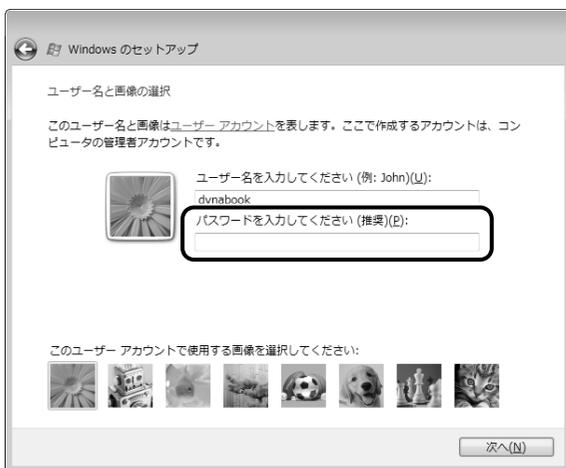 Windows のセットアップ
ユーザー名と画像の選択
このユーザー名と画像はユーザー アカウントを表します。ここで作成するアカウントは、コン
ピュータの管理者アカウントです。
ユーザー名を入力してください (例: John)(U):
dynabook
パスワードを入力してください (推奨)(P):
このユーザー アカウントで使用する画像を選択してください:
次へ(N)